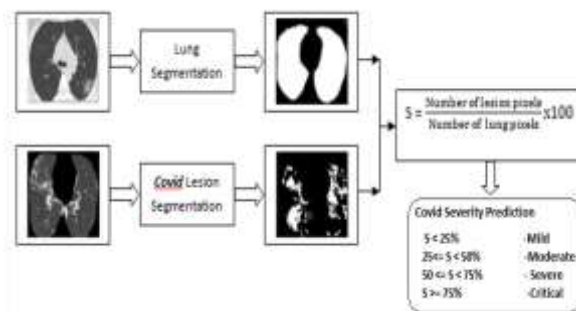 Lung
Segmentation
Covid Lesion
Segmentation
S = Number of lesion pixels / Number of lung pixels x100
Covid Severity Prediction
S < 25% -Mild
25<= S < 50% -Moderate
50 <= S < 75% - Severe
S >= 75% -Critical